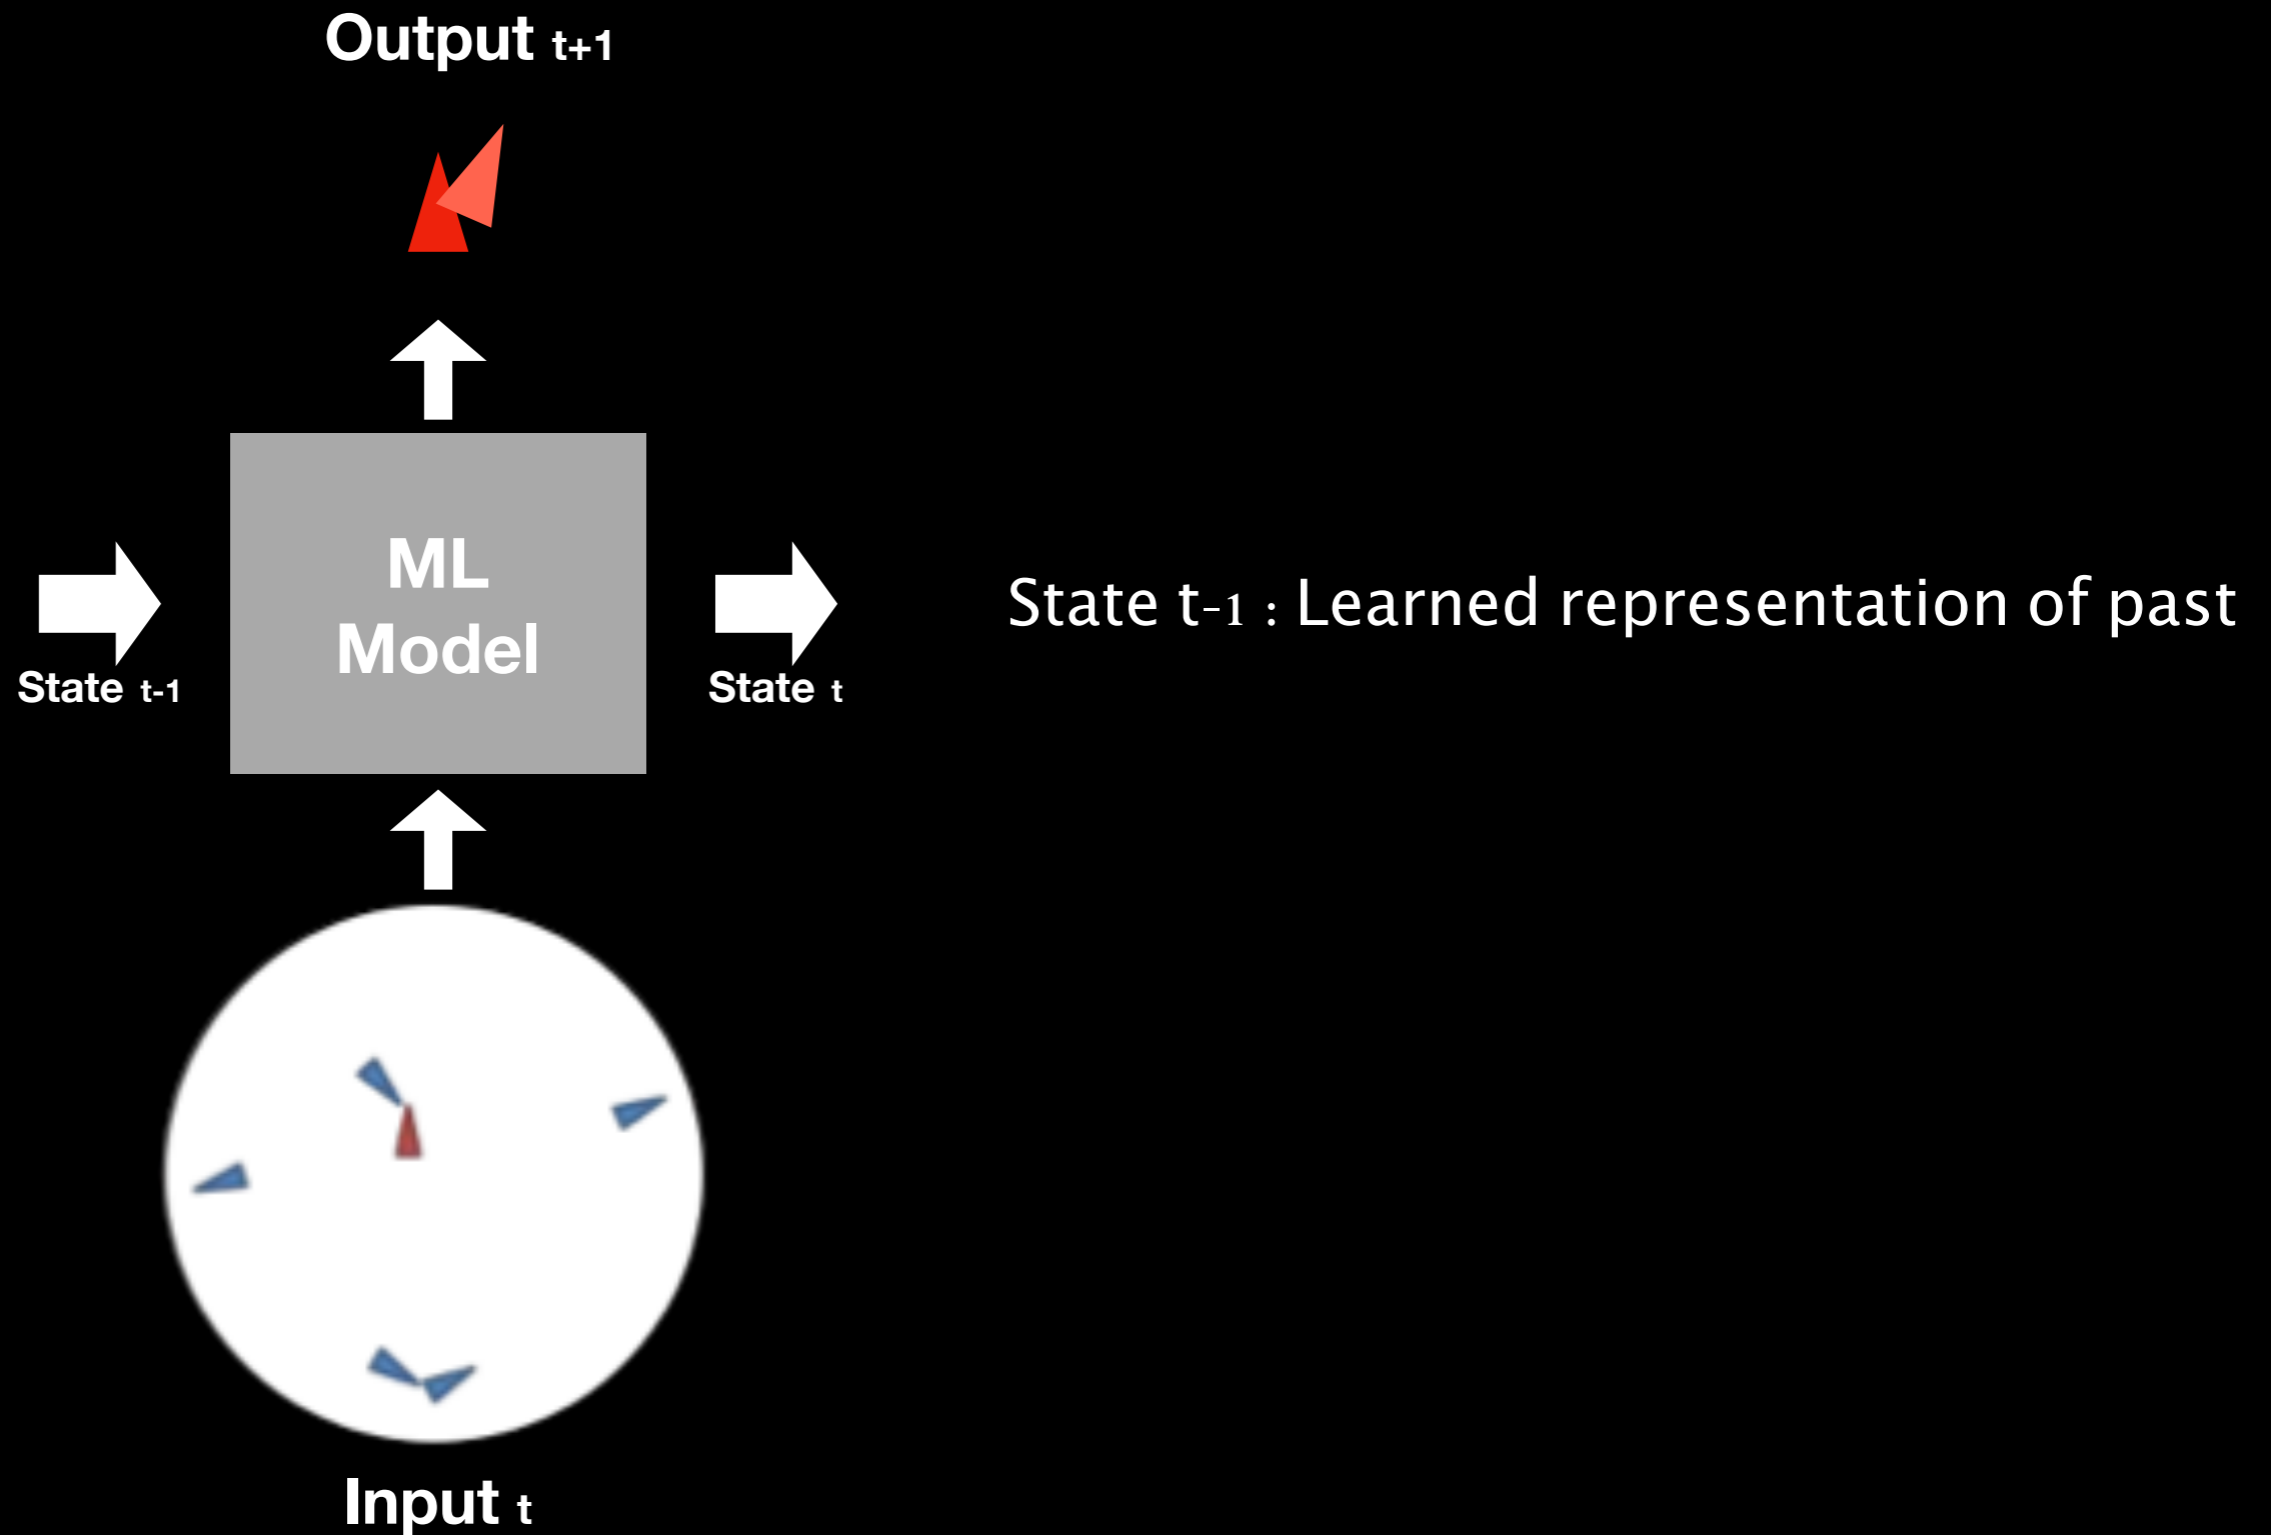 Output t+1
ML
Model
State t-1
State t
State t-1 : Learned representation of past
Input t